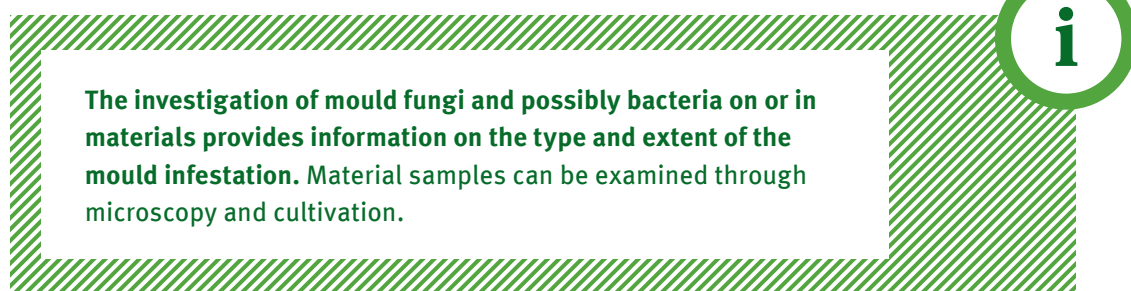 i
The investigation of mould fungi and possibly bacteria on or in
materials provides information on the type and extent of the
mould infestation. Material samples can be examined through
microscopy and cultivation.